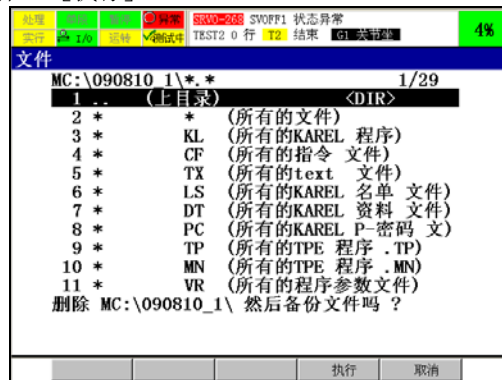 处理 单段 暂停 异常 SRVO-268 SVOFF1 状态异常
实行 I/O 运转 测试中 TEST2 0 行 T2 结束 G1 关节坐 4%
文件
MC:\090810_1\*.* 1/29
1 .. (上目录) <DIR>
2 * * (所有的文件)
3 * KL (所有的KAREL 程序)
4 * CF (所有的指令 文件)
5 * TX (所有的text 文件)
6 * LS (所有的KAREL 名单 文件)
7 * DT (所有的KAREL 资料 文件)
8 * PC (所有的KAREL P-密码 文)
9 * TP (所有的TPE 程序 .TP)
10 * MN (所有的TPE 程序 .MN)
11 * VR (所有的程序参数文件)
删除 MC:\090810_1\ 然后备份文件吗 ?
执行 取消